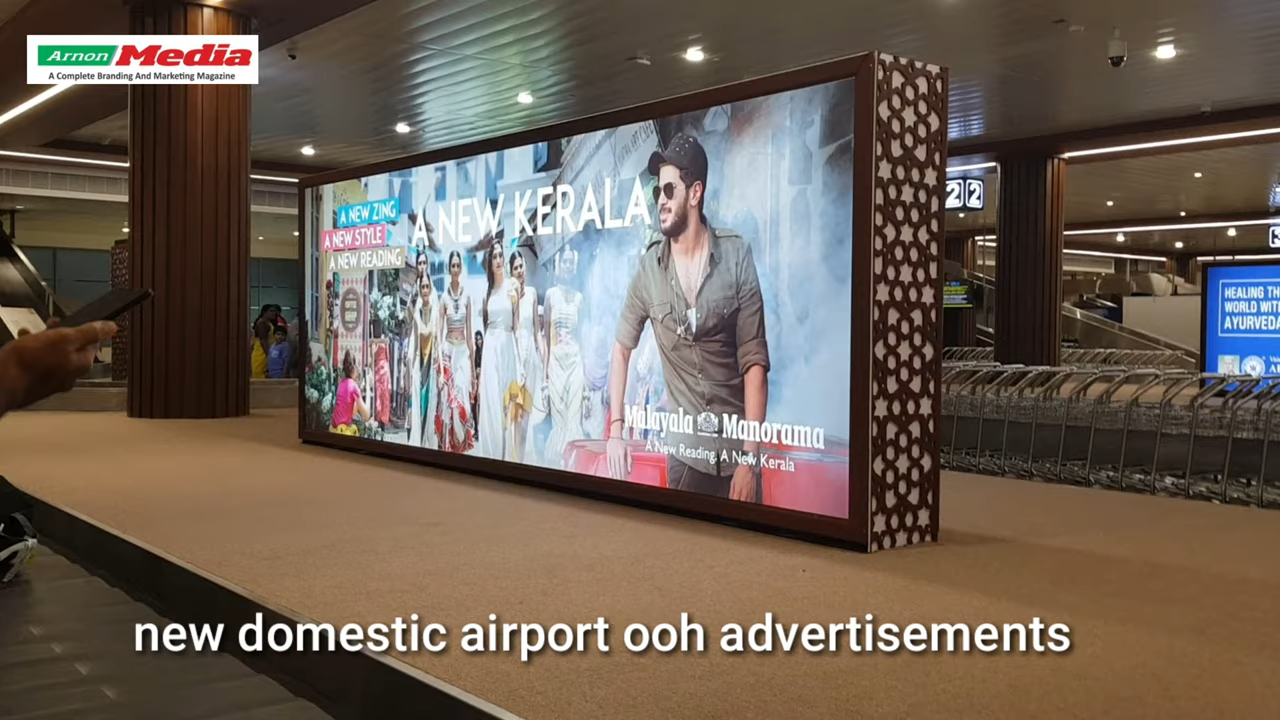 Arnon Media
A Complete Branding And Marketing Magazine
A NEW ZING
A NEW STYLE
A NEW READING
A NEW KERALA
Malayala Manorama
A New Reading. A New Kerala
22
HEALING TH
WORLD WIT
AYURVEDA
new domestic airport ooh advertisements